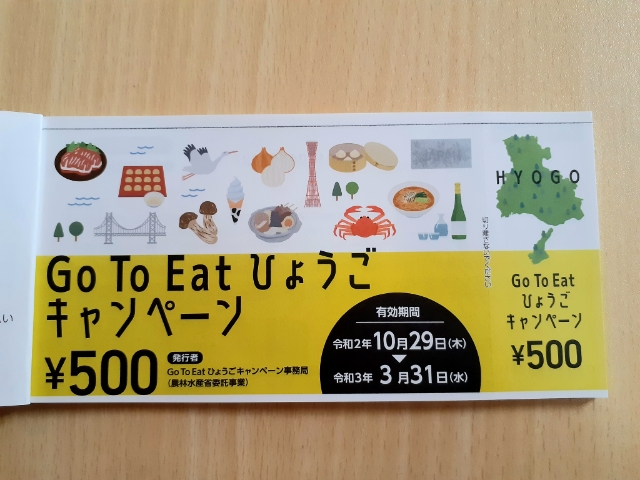 HYOGO
Go To Eat ひょうご
キャンペーン
¥500
発行者
Go To Eat ひょうごキャンペーン事務局
(農林水産省委託事業)
有効期間
令和2年 10月29日(木)
令和3年 3月31日(水)
Go To Eat
ひょうご
キャンペーン
¥500